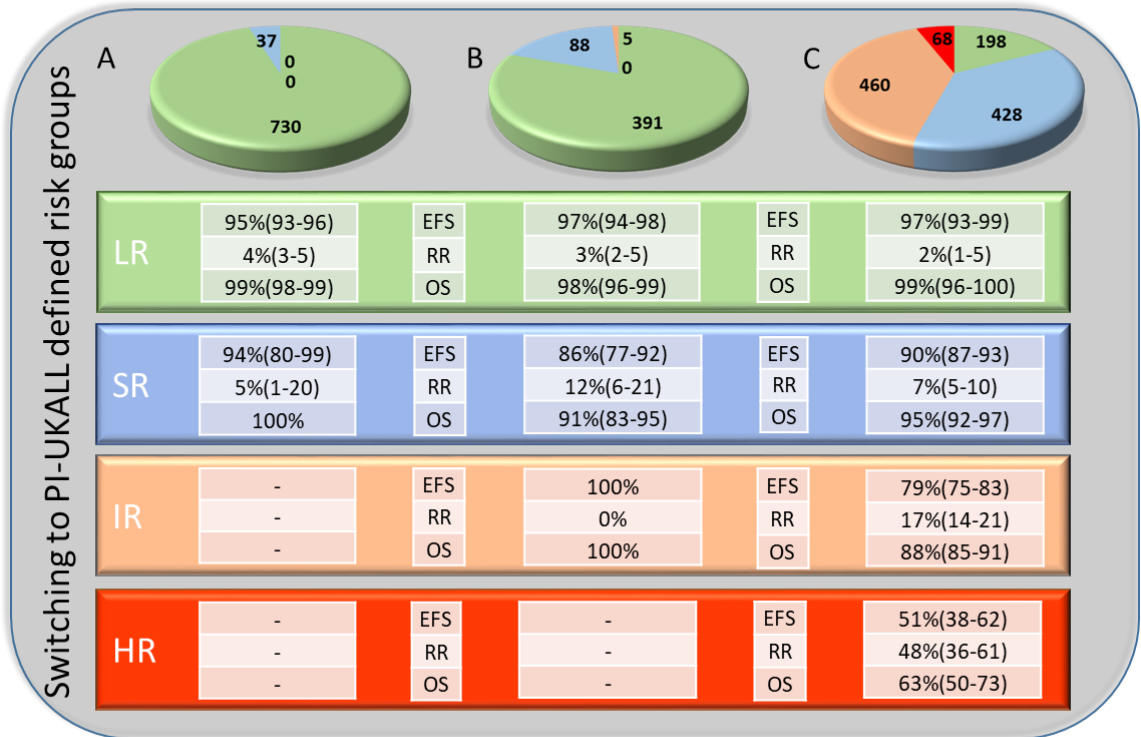 Switching to PI-UKALL defined risk groups
A
37
0
0
730
B
88
5
0
391
C
68
198
460
428
LR
95%(93-96) EFS 97%(94-98) EFS 97%(93-99)
4%(3-5) RR 3%(2-5) RR 2%(1-5)
99%(98-99) OS 98%(96-99) OS 99%(96-100)
SR
94%(80-99) EFS 86%(77-92) EFS 90%(87-93)
5%(1-20) RR 12%(6-21) RR 7%(5-10)
100% OS 91%(83-95) OS 95%(92-97)
IR
- EFS 100% EFS 79%(75-83)
- RR 0% RR 17%(14-21)
- OS 100% OS 88%(85-91)
HR
- EFS - EFS 51%(38-62)
- RR - RR 48%(36-61)
- OS - OS 63%(50-73)